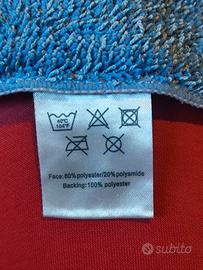 40°C
104°F
Face: 80% polyester/20% polyamide
Backing: 100% polyester
subito